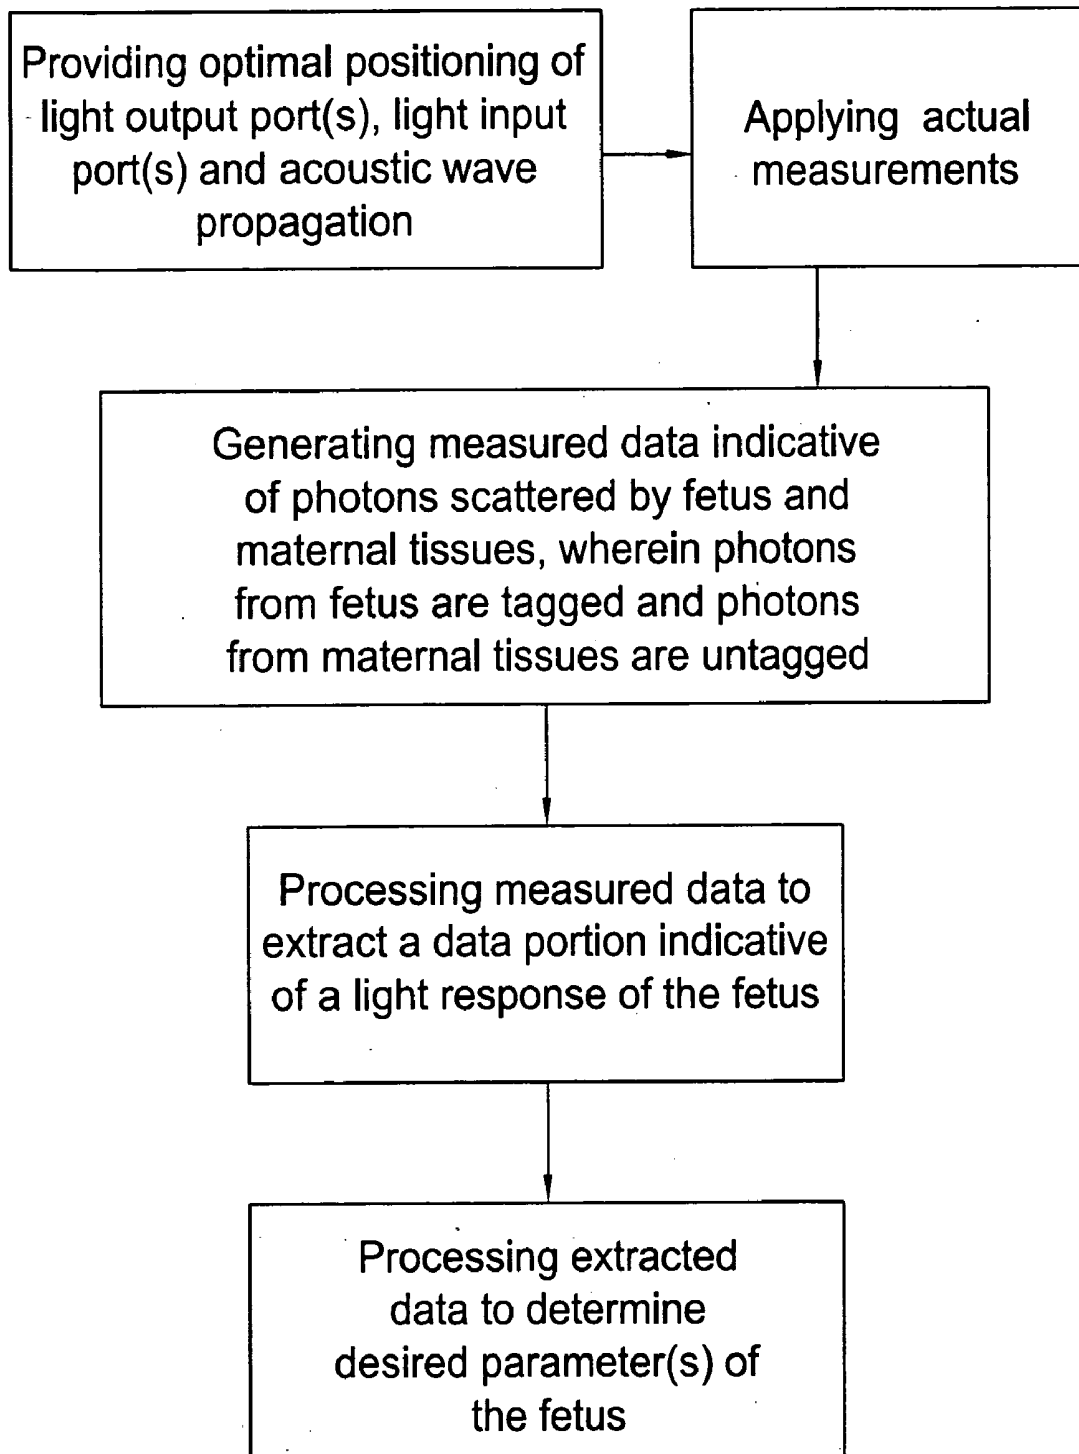 Providing optimal positioning of
light output port(s), light input
port(s) and acoustic wave
propagation
Applying actual
measurements
Generating measured data indicative
of photons scattered by fetus and
maternal tissues, wherein photons
from fetus are tagged and photons
from maternal tissues are untagged
Processing measured data to
extract a data portion indicative
of a light response of the fetus
Processing extracted
data to determine
desired parameter(s) of
the fetus